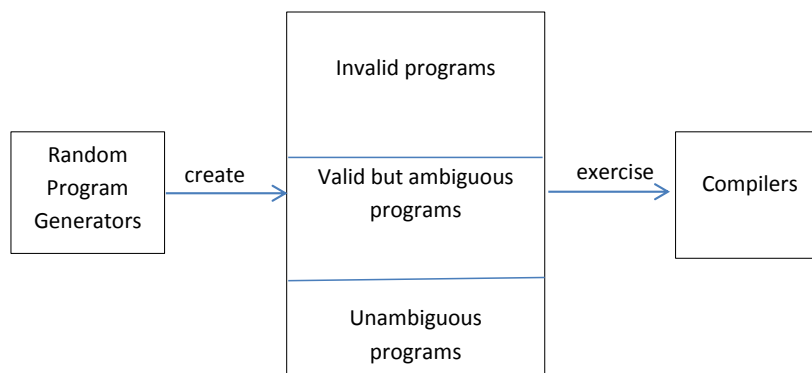 Random
Program
Generators
create
Invalid programs
Valid but ambiguous
programs
Unambiguous
programs
exercise
Compilers